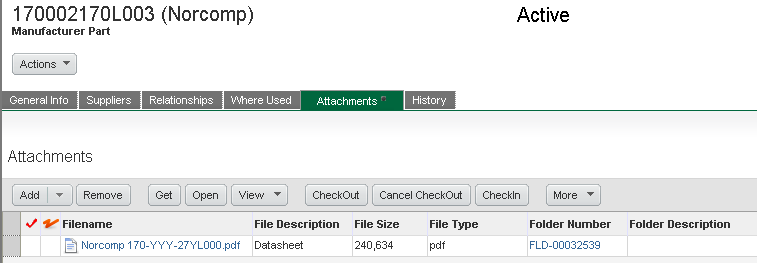 170002170L003 (Norcomp) Active
Manufacturer Part
Actions
General Info Suppliers Relationships Where Used Attachments History
Attachments
Add Remove Get Open View CheckOut Cancel CheckOut CheckIn More
Filename File Description File Size File Type Folder Number Folder Description
Norcomp 170-YYY-27YL000.pdf Datasheet 240,634 pdf FLD-00032539